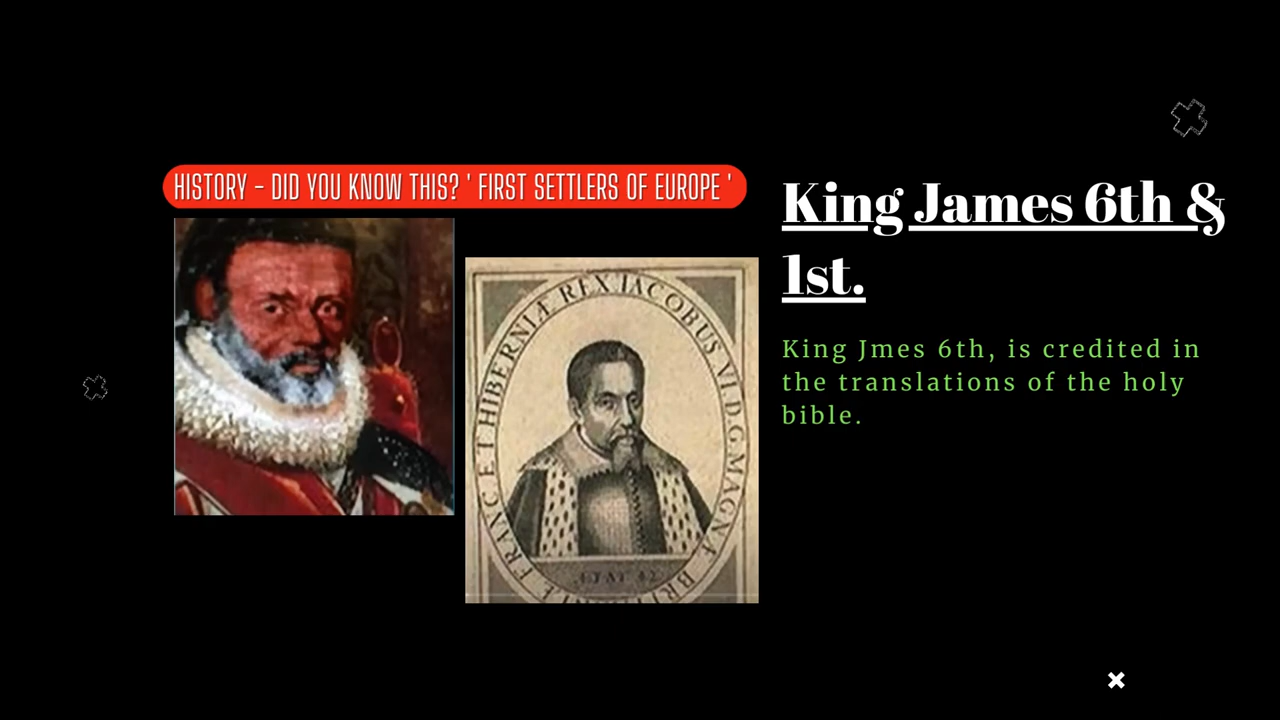 HISTORY - DID YOU KNOW THIS? ' FIRST SETTLERS OF EUROPE '
King James 6th &
1st.
King Jmes 6th, is credited in
the translations of the holy
bible.
FRANC ET HIBERNIÆ REX IACOBUS VI.D.G MAGNÆ